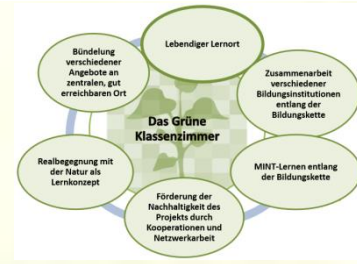 Lebendiger Lernort
Bündelung
verschiedener
Angebote an
zentralen, gut
erreichbaren Ort
Zusammenarbeit
verschiedener
Bildungsinstitutionen
entlang der
Bildungskette
Das Grüne
Klassenzimmer
Realbegegnung mit
der Natur als
Lernkonzept
MINT-Lernen entlang
der Bildungskette
Förderung der
Nachhaltigkeit des
Projekts durch
Kooperationen und
Netzwerkarbeit